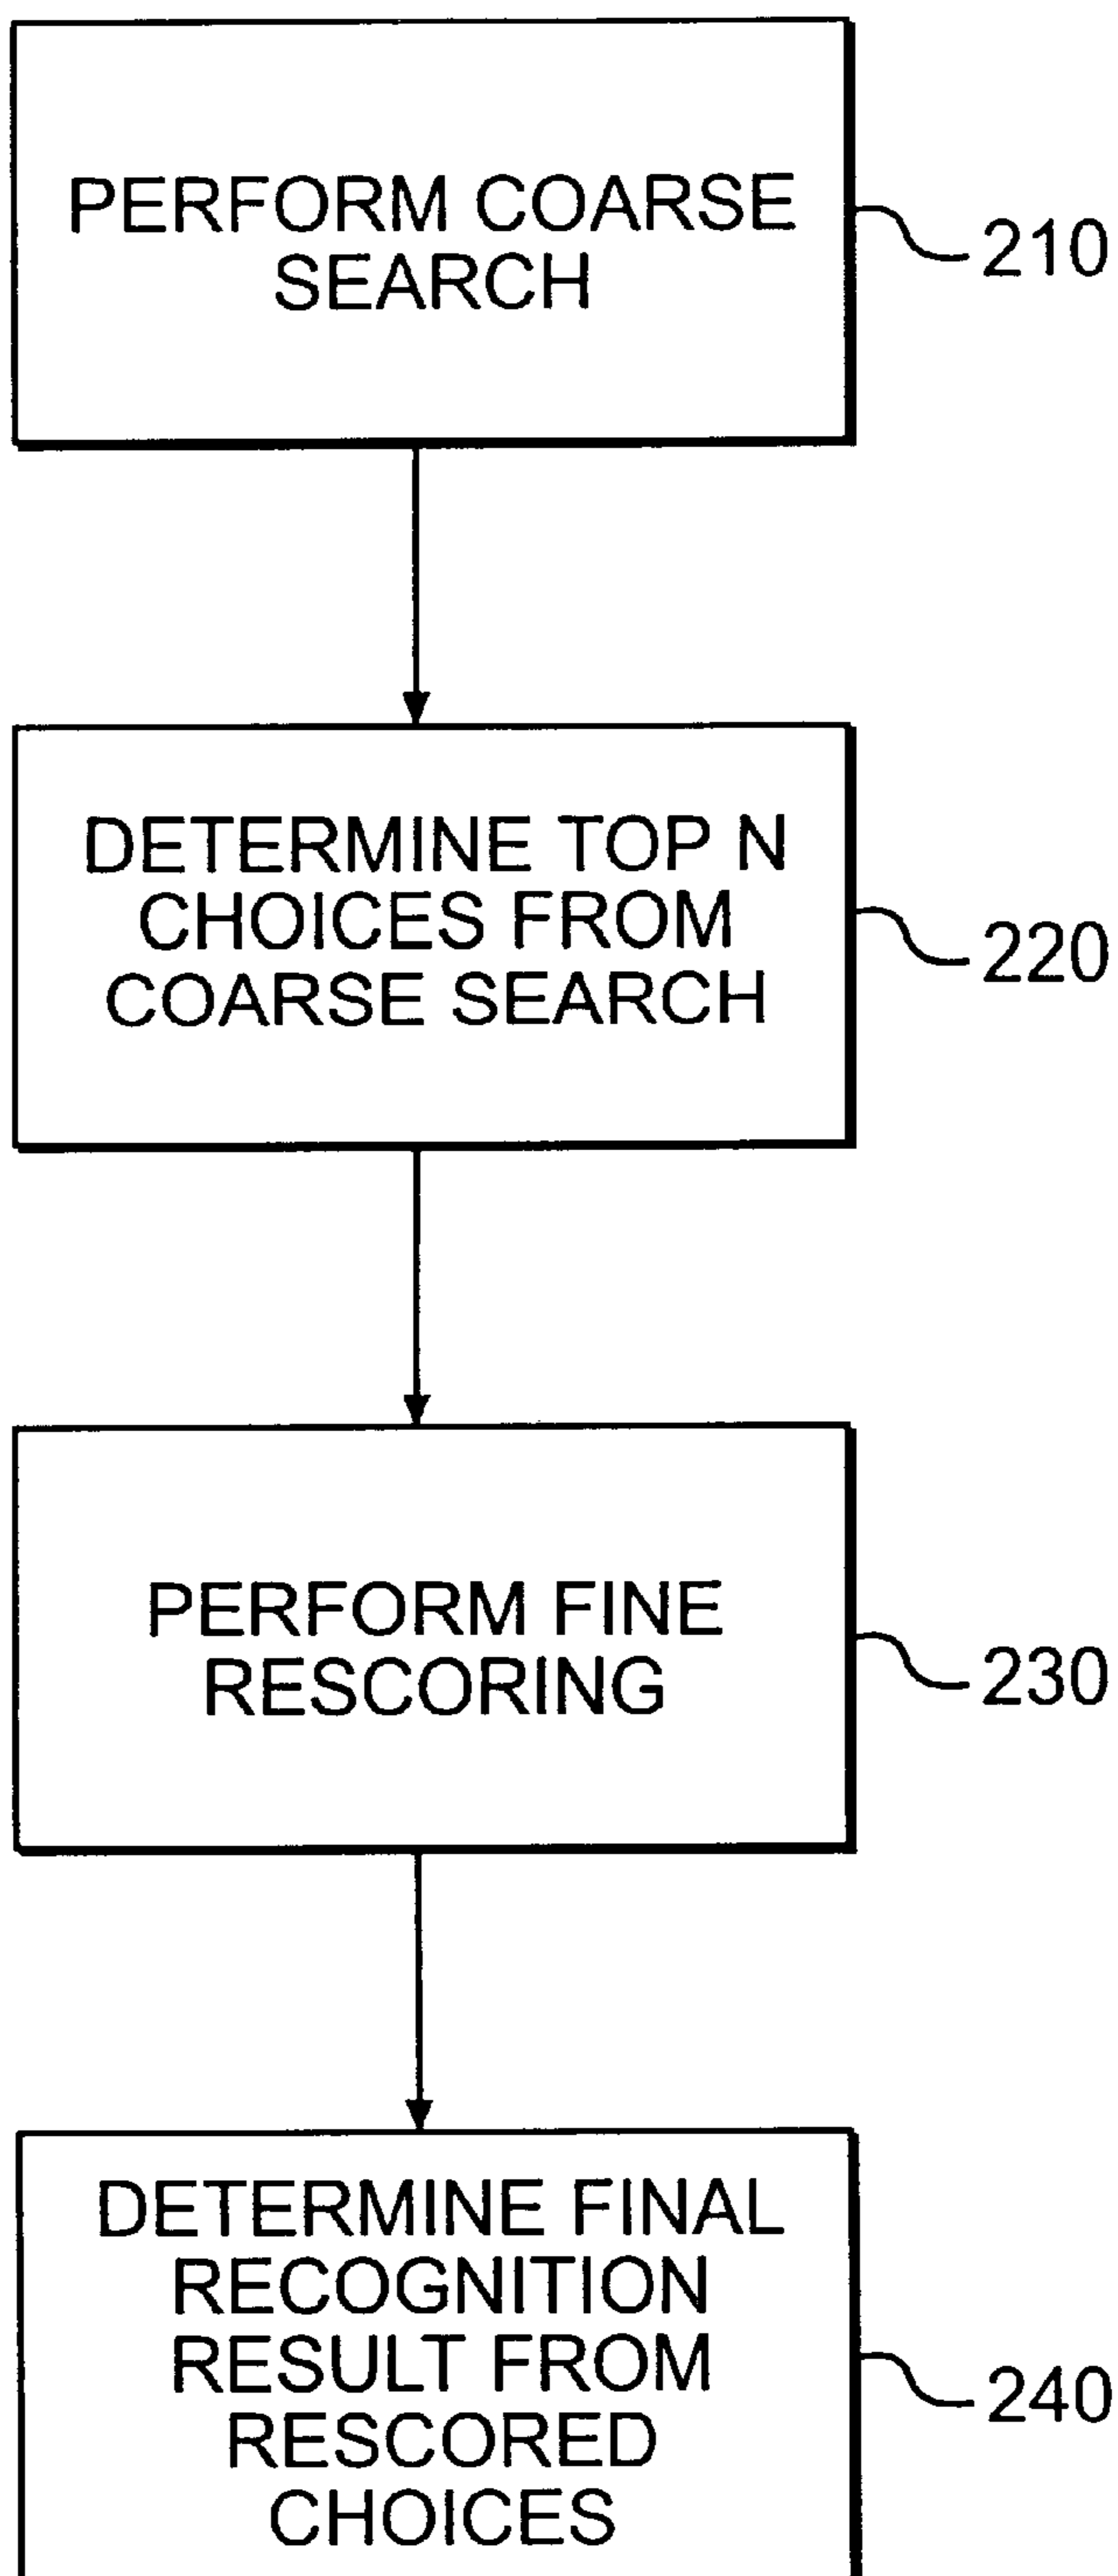 PERFORM COARSE
SEARCH
210
DETERMINE TOP N
CHOICES FROM
COARSE SEARCH
220
PERFORM FINE
RESCORING
230
DETERMINE FINAL
RECOGNITION
RESULT FROM
RESCORED
CHOICES
240